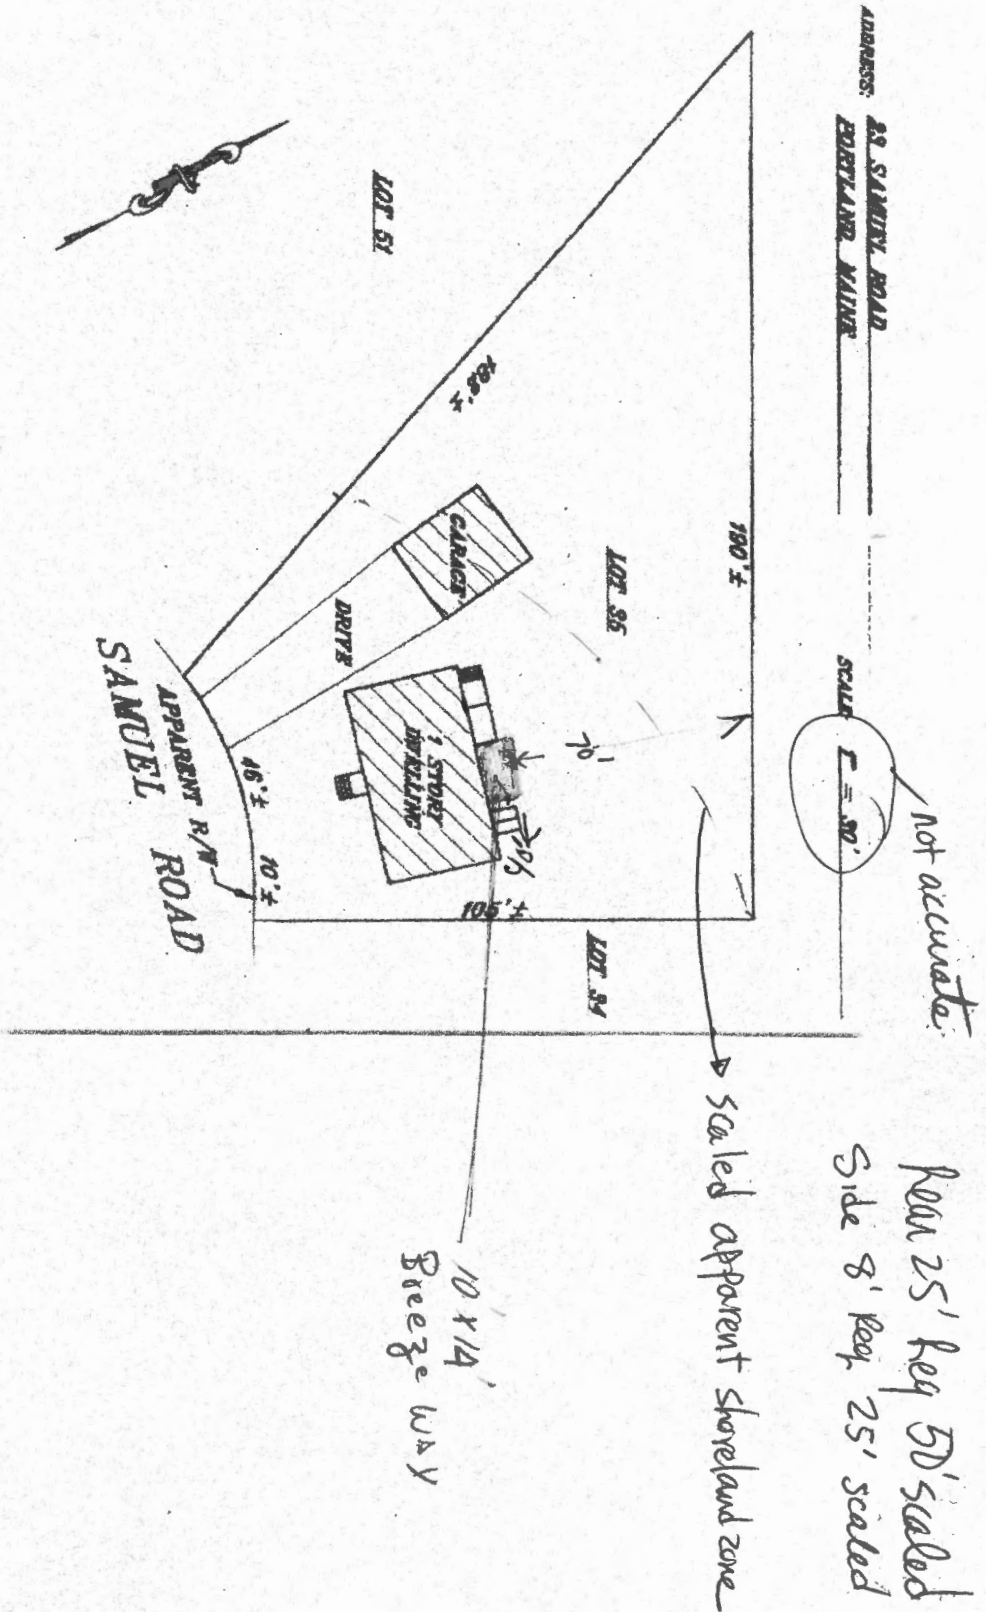 ADDRESS: 23 SAMUEL ROAD
PORTLAND, MAINE
SCALE: 1" = 30'
not accurate.
Rear 25' Req 50' scaled
Side 8' Req. 25' scaled
LOT 51
198'±
190'±
LOT 35
GARAGE
DRIVE
1 STORY
DWELLING
70'
105'±
LOT 34
46'±
10'±
APPARENT R/W
SAMUEL ROAD
scaled apparent shoreland zone
10 X 14'
Breeze WAY